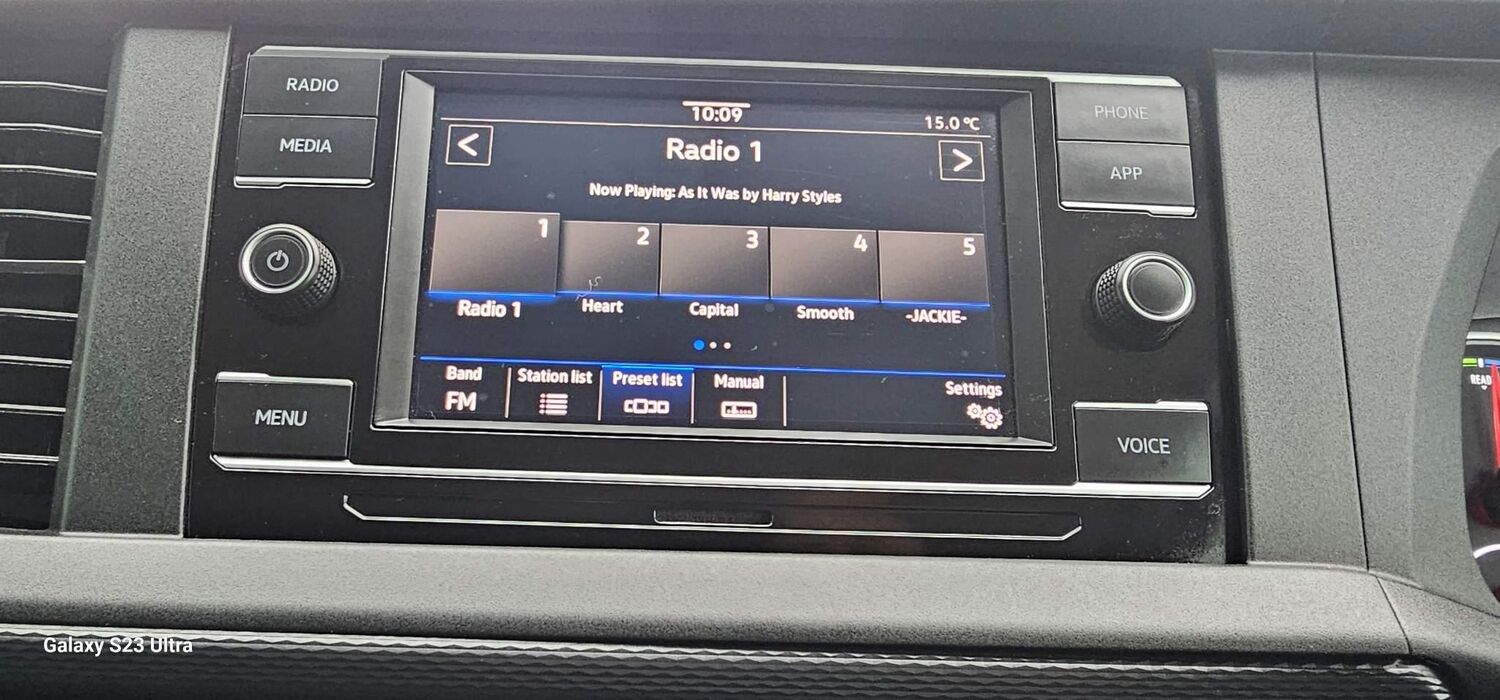 RADIO
MEDIA
MENU
10:09
15.0 °C
<
Radio 1
>
Now Playing: As It Was by Harry Styles
1
2
3
4
5
Radio 1
Heart
Capital
Smooth
-JACKIE-
Band
FM
Station list
Preset list
Manual
Settings
PHONE
APP
VOICE
READ
Galaxy S23 Ultra